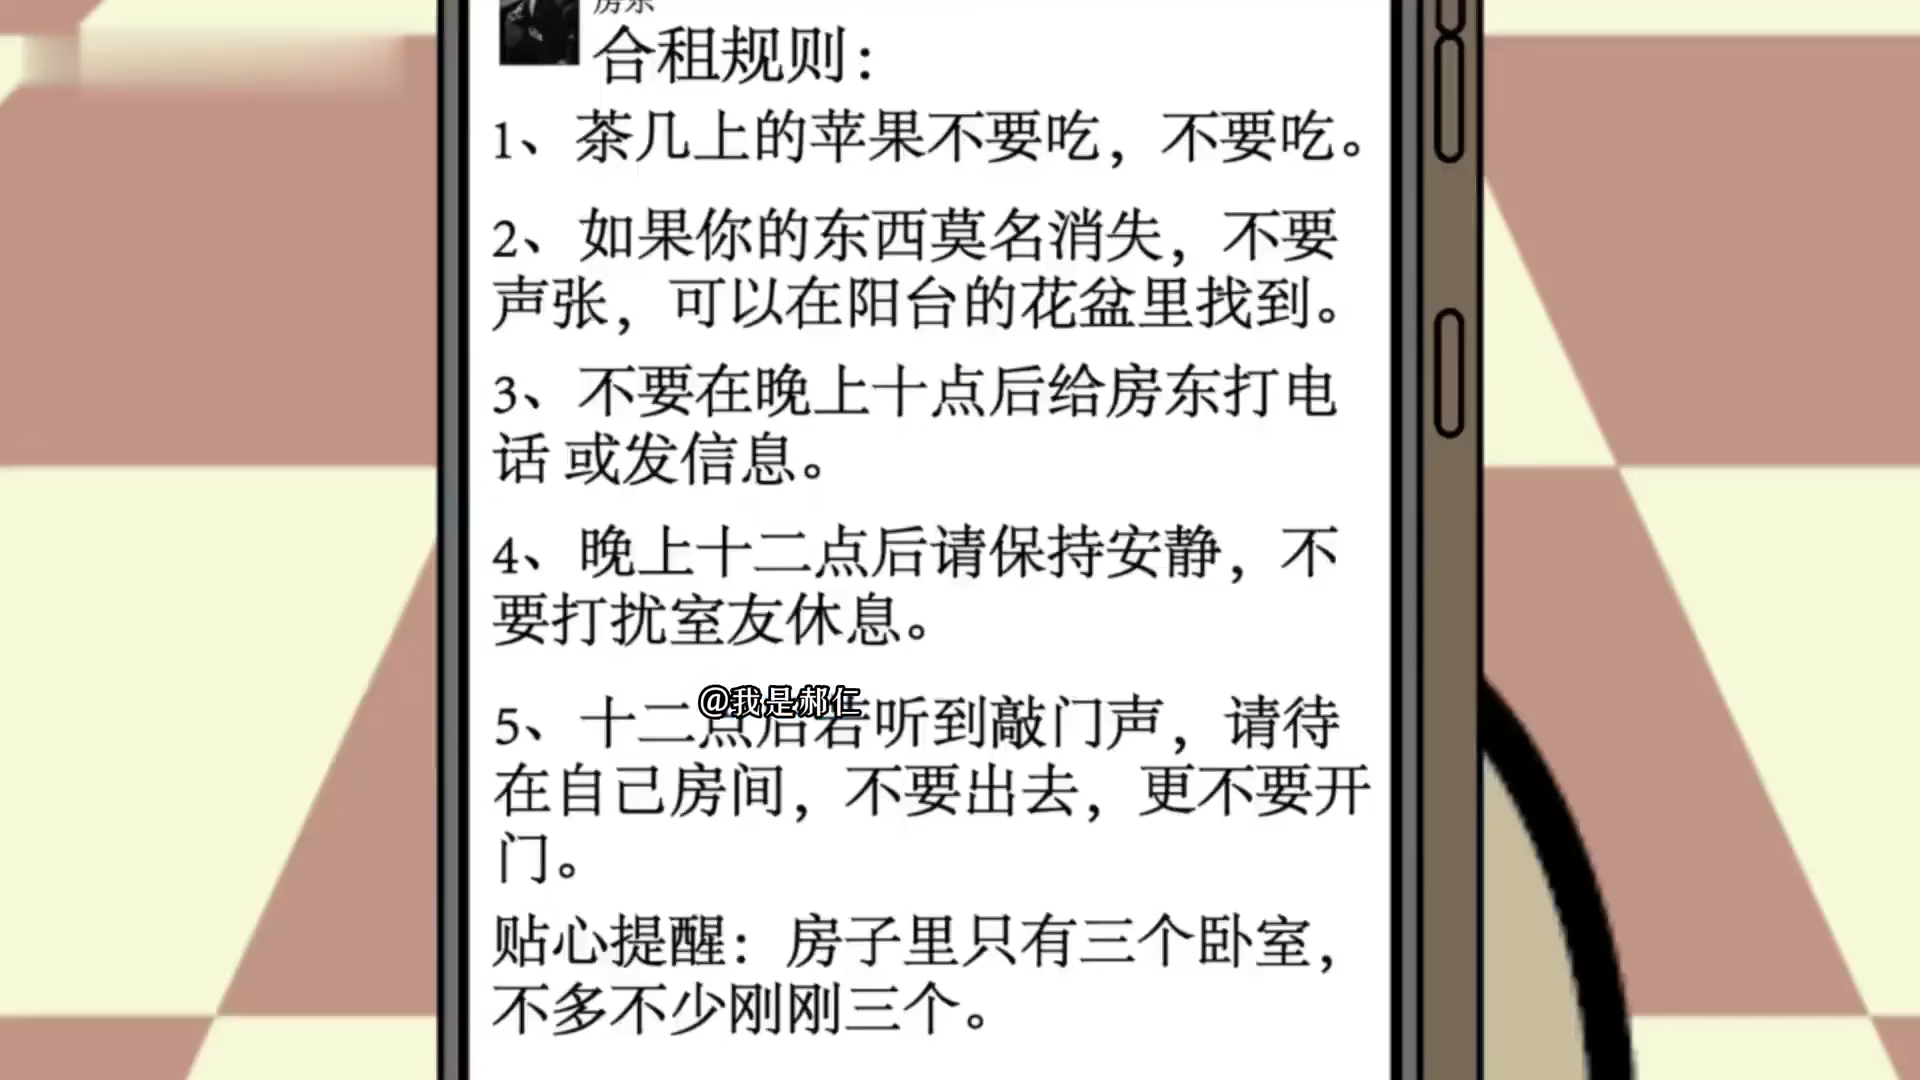 房东
合租规则：
1、茶几上的苹果不要吃，不要吃。
2、如果你的东西莫名消失，不要
声张，可以在阳台的花盆里找到。
3、不要在晚上十点后给房东打电
话 或发信息。
4、晚上十二点后请保持安静，不
要打扰室友休息。
@我是郝仁
5、十二点后若听到敲门声，请待
在自己房间，不要出去，更不要开
门。
贴心提醒：房子里只有三个卧室，
不多不少刚刚三个。